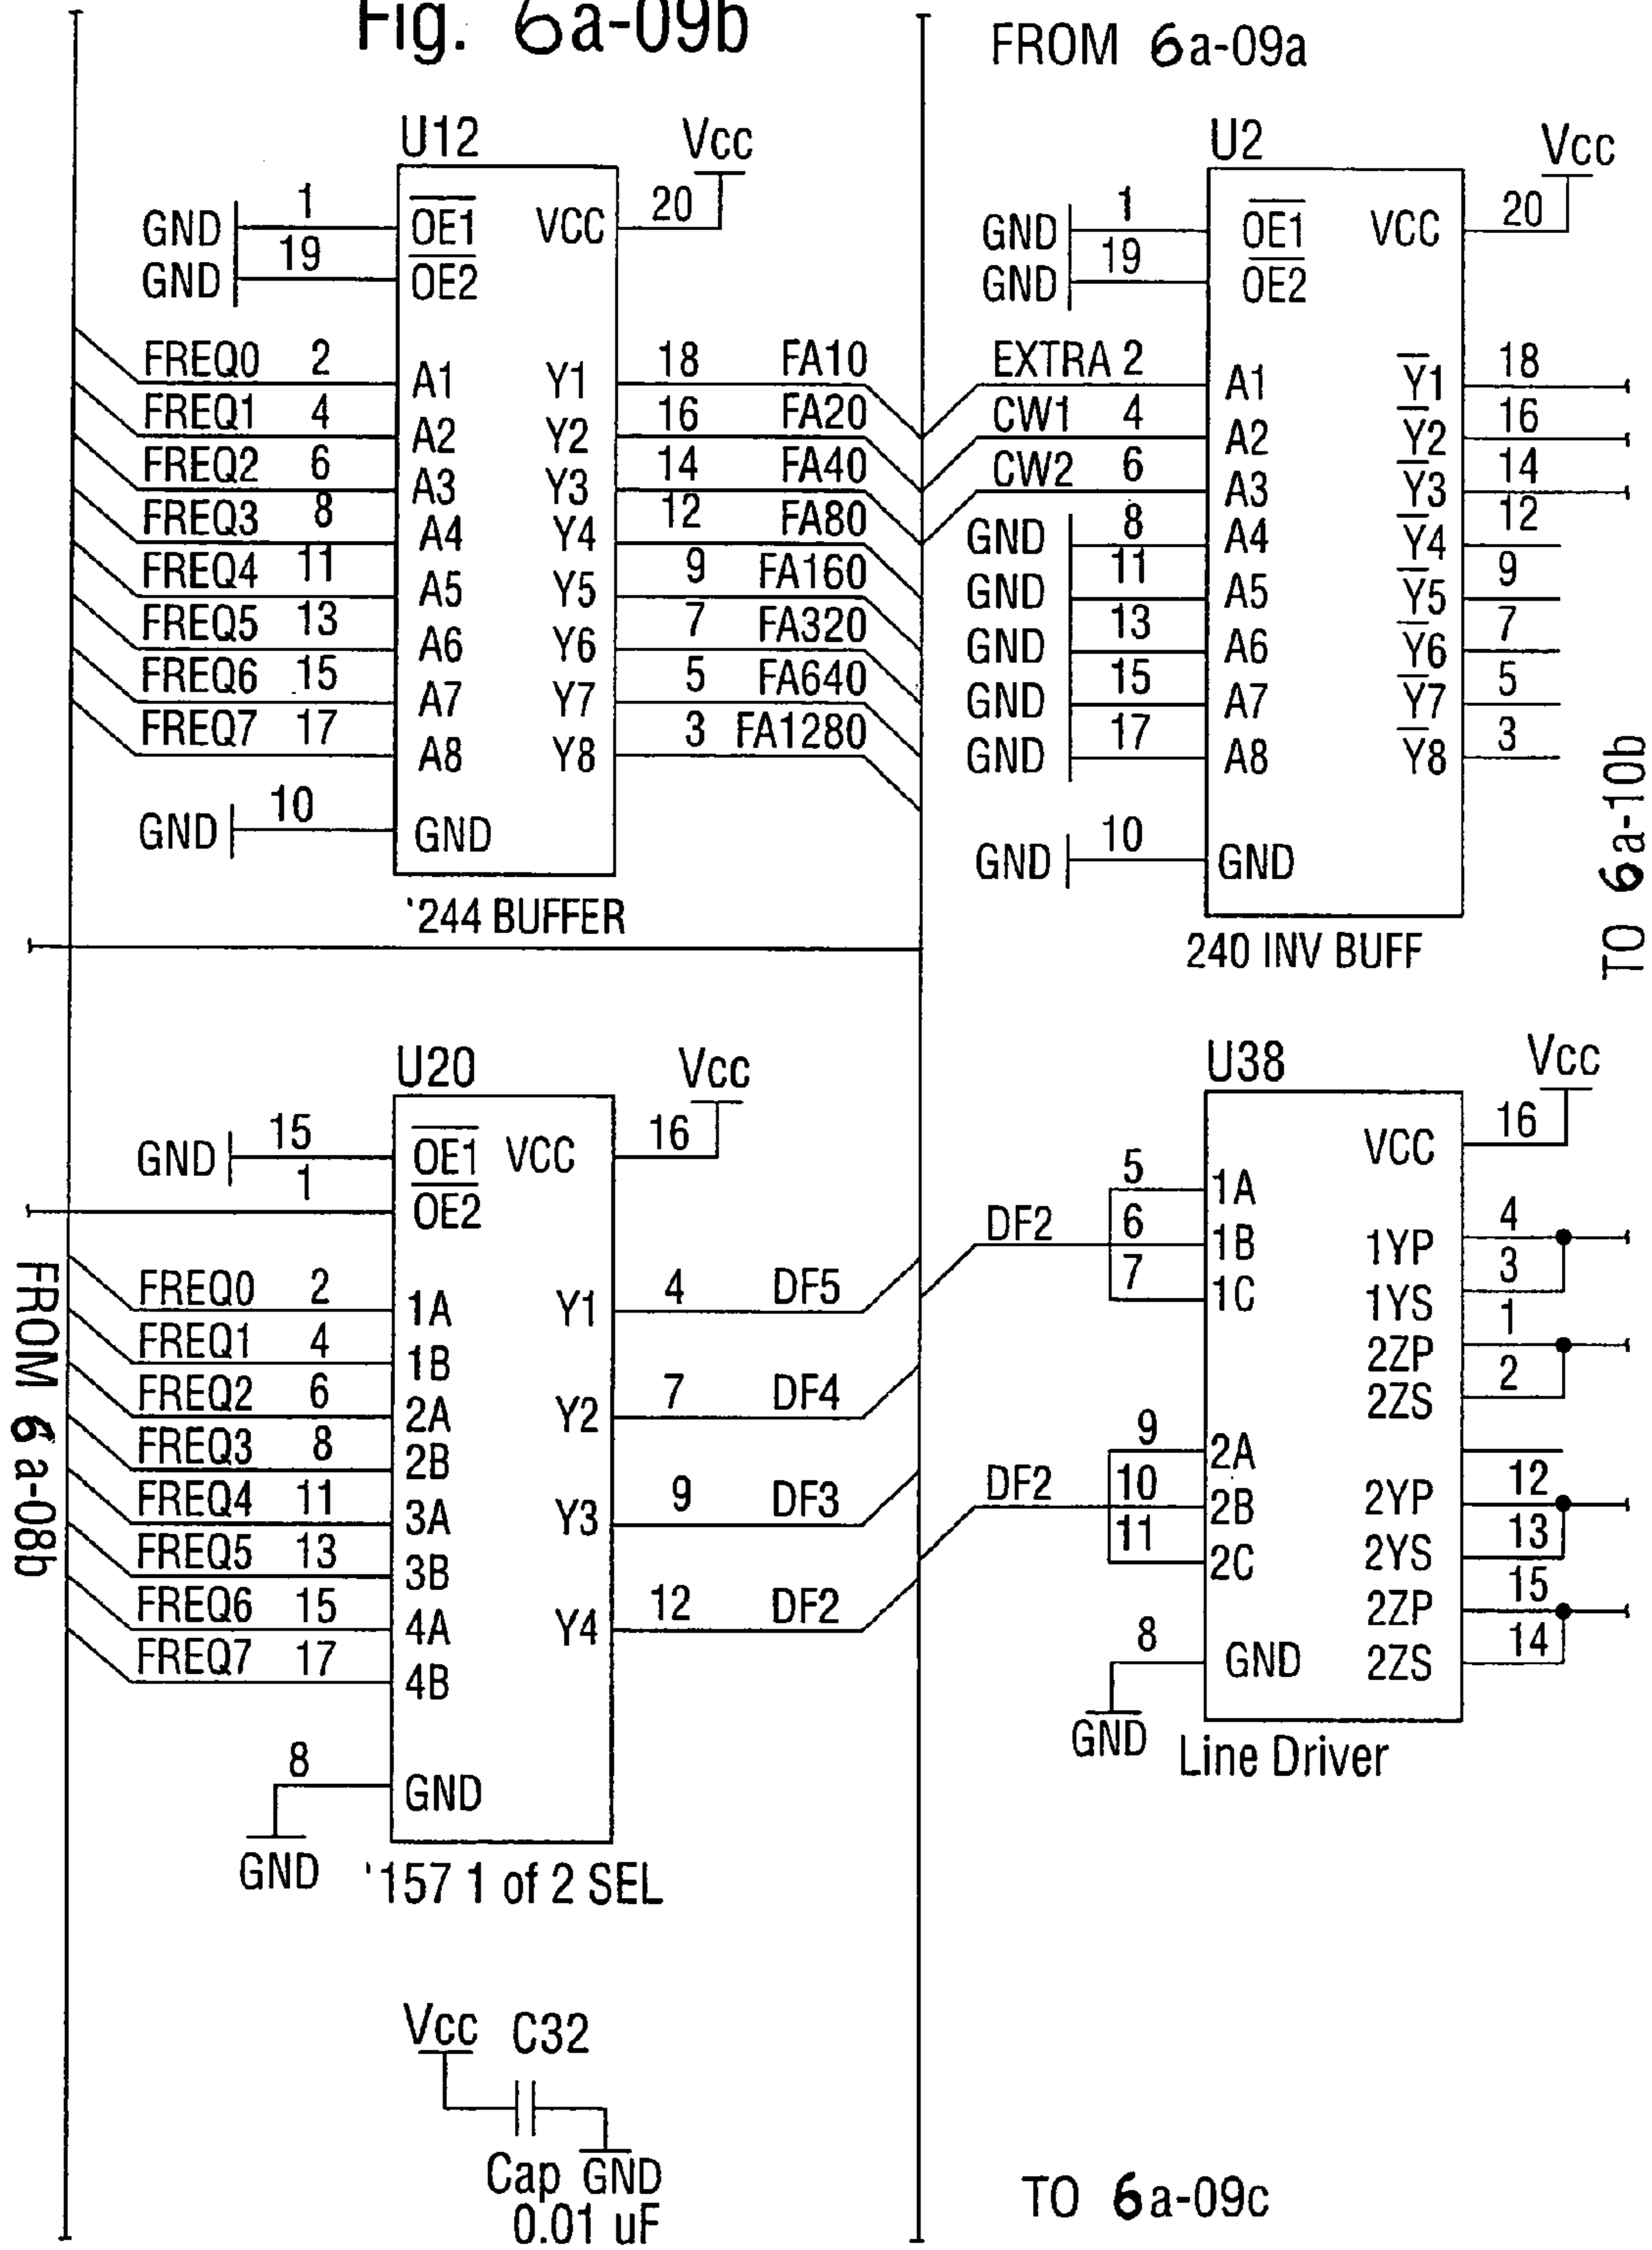 Fig. 6a-09b
FROM 6a-09a
U12
Vcc
GND 1 OE1 VCC 20
GND 19 OE2
FREQ0 2 A1 Y1 18 FA10
FREQ1 4 A2 Y2 16 FA20
FREQ2 6 A3 Y3 14 FA40
FREQ3 8 A4 Y4 12 FA80
FREQ4 11 A5 Y5 9 FA160
FREQ5 13 A6 Y6 7 FA320
FREQ6 15 A7 Y7 5 FA640
FREQ7 17 A8 Y8 3 FA1280
GND 10 GND
'244 BUFFER
U2
Vcc
GND 1 OE1 VCC 20
GND 19 OE2
EXTRA 2 A1 Y1 18
CW1 4 A2 Y2 16
CW2 6 A3 Y3 14
GND 8 A4 Y4 12
GND 11 A5 Y5 9
GND 13 A6 Y6 7
GND 15 A7 Y7 5
GND 17 A8 Y8 3
GND 10 GND
240 INV BUFF
TO 6a-10b
U20
Vcc
GND 15 OE1 VCC 16
1 OE2
FREQ0 2 1A Y1 4 DF5
FREQ1 4 1B
FREQ2 6 2A Y2 7 DF4
FREQ3 8 2B
FREQ4 11 3A Y3 9 DF3
FREQ5 13 3B
FREQ6 15 4A Y4 12 DF2
FREQ7 17 4B
8 GND
GND
'157 1 of 2 SEL
FROM 6a-08b
U38
Vcc
VCC 16
5 1A
DF2 6 1B 1YP 4
7 1C 1YS 3
2ZP 1
2ZS 2
9 2A
DF2 10 2B 2YP 12
11 2C 2YS 13
2ZP 15
8 GND 2ZS 14
GND
Line Driver
Vcc C32
Cap GND
0.01 uF
TO 6a-09c